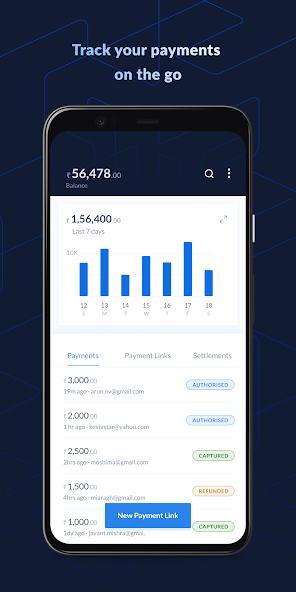 Track your payments
on the go
₹ 56,478.00
Balance
₹ 1,56,400.00
Last 7 days
10K
12 13 14 15 16 17 18
S M T W T F S
Payments Payment Links Settlements
₹ 3,000.00
19m ago - arun.nv@gmail.com
AUTHORISED
₹ 2,000.00
1 hr ago - kevivstar@yahoo.com
AUTHORISED
₹ 2,500.00
2hrs ago - moshima@gmail.com
CAPTURED
₹ 1,500.00
4hrs ago - miaragh@gmail.com
REFUNDED
₹ 1,000.00
1dy ago - jayant.mishra@gmai..
CAPTURED
New Payment Link